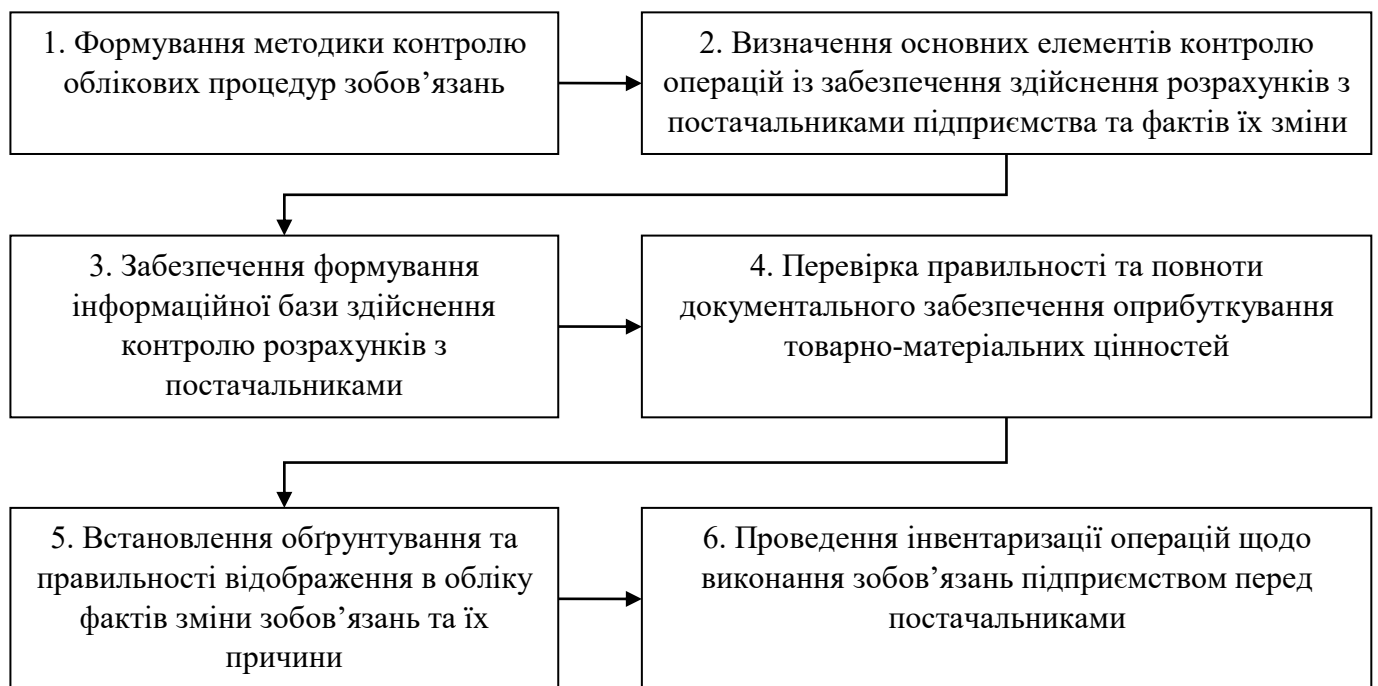 1. Формування методики контролю
облікових процедур зобов’язань
2. Визначення основних елементів контролю
операцій із забезпечення здійснення розрахунків з
постачальниками підприємства та фактів їх зміни
3. Забезпечення формування
інформаційної бази здійснення
контролю розрахунків з
постачальниками
4. Перевірка правильності та повноти
документального забезпечення оприбуткування
товарно-матеріальних цінностей
5. Встановлення обґрунтування та
правильності відображення в обліку
фактів зміни зобов’язань та їх
причини
6. Проведення інвентаризації операцій щодо
виконання зобов’язань підприємством перед
постачальниками